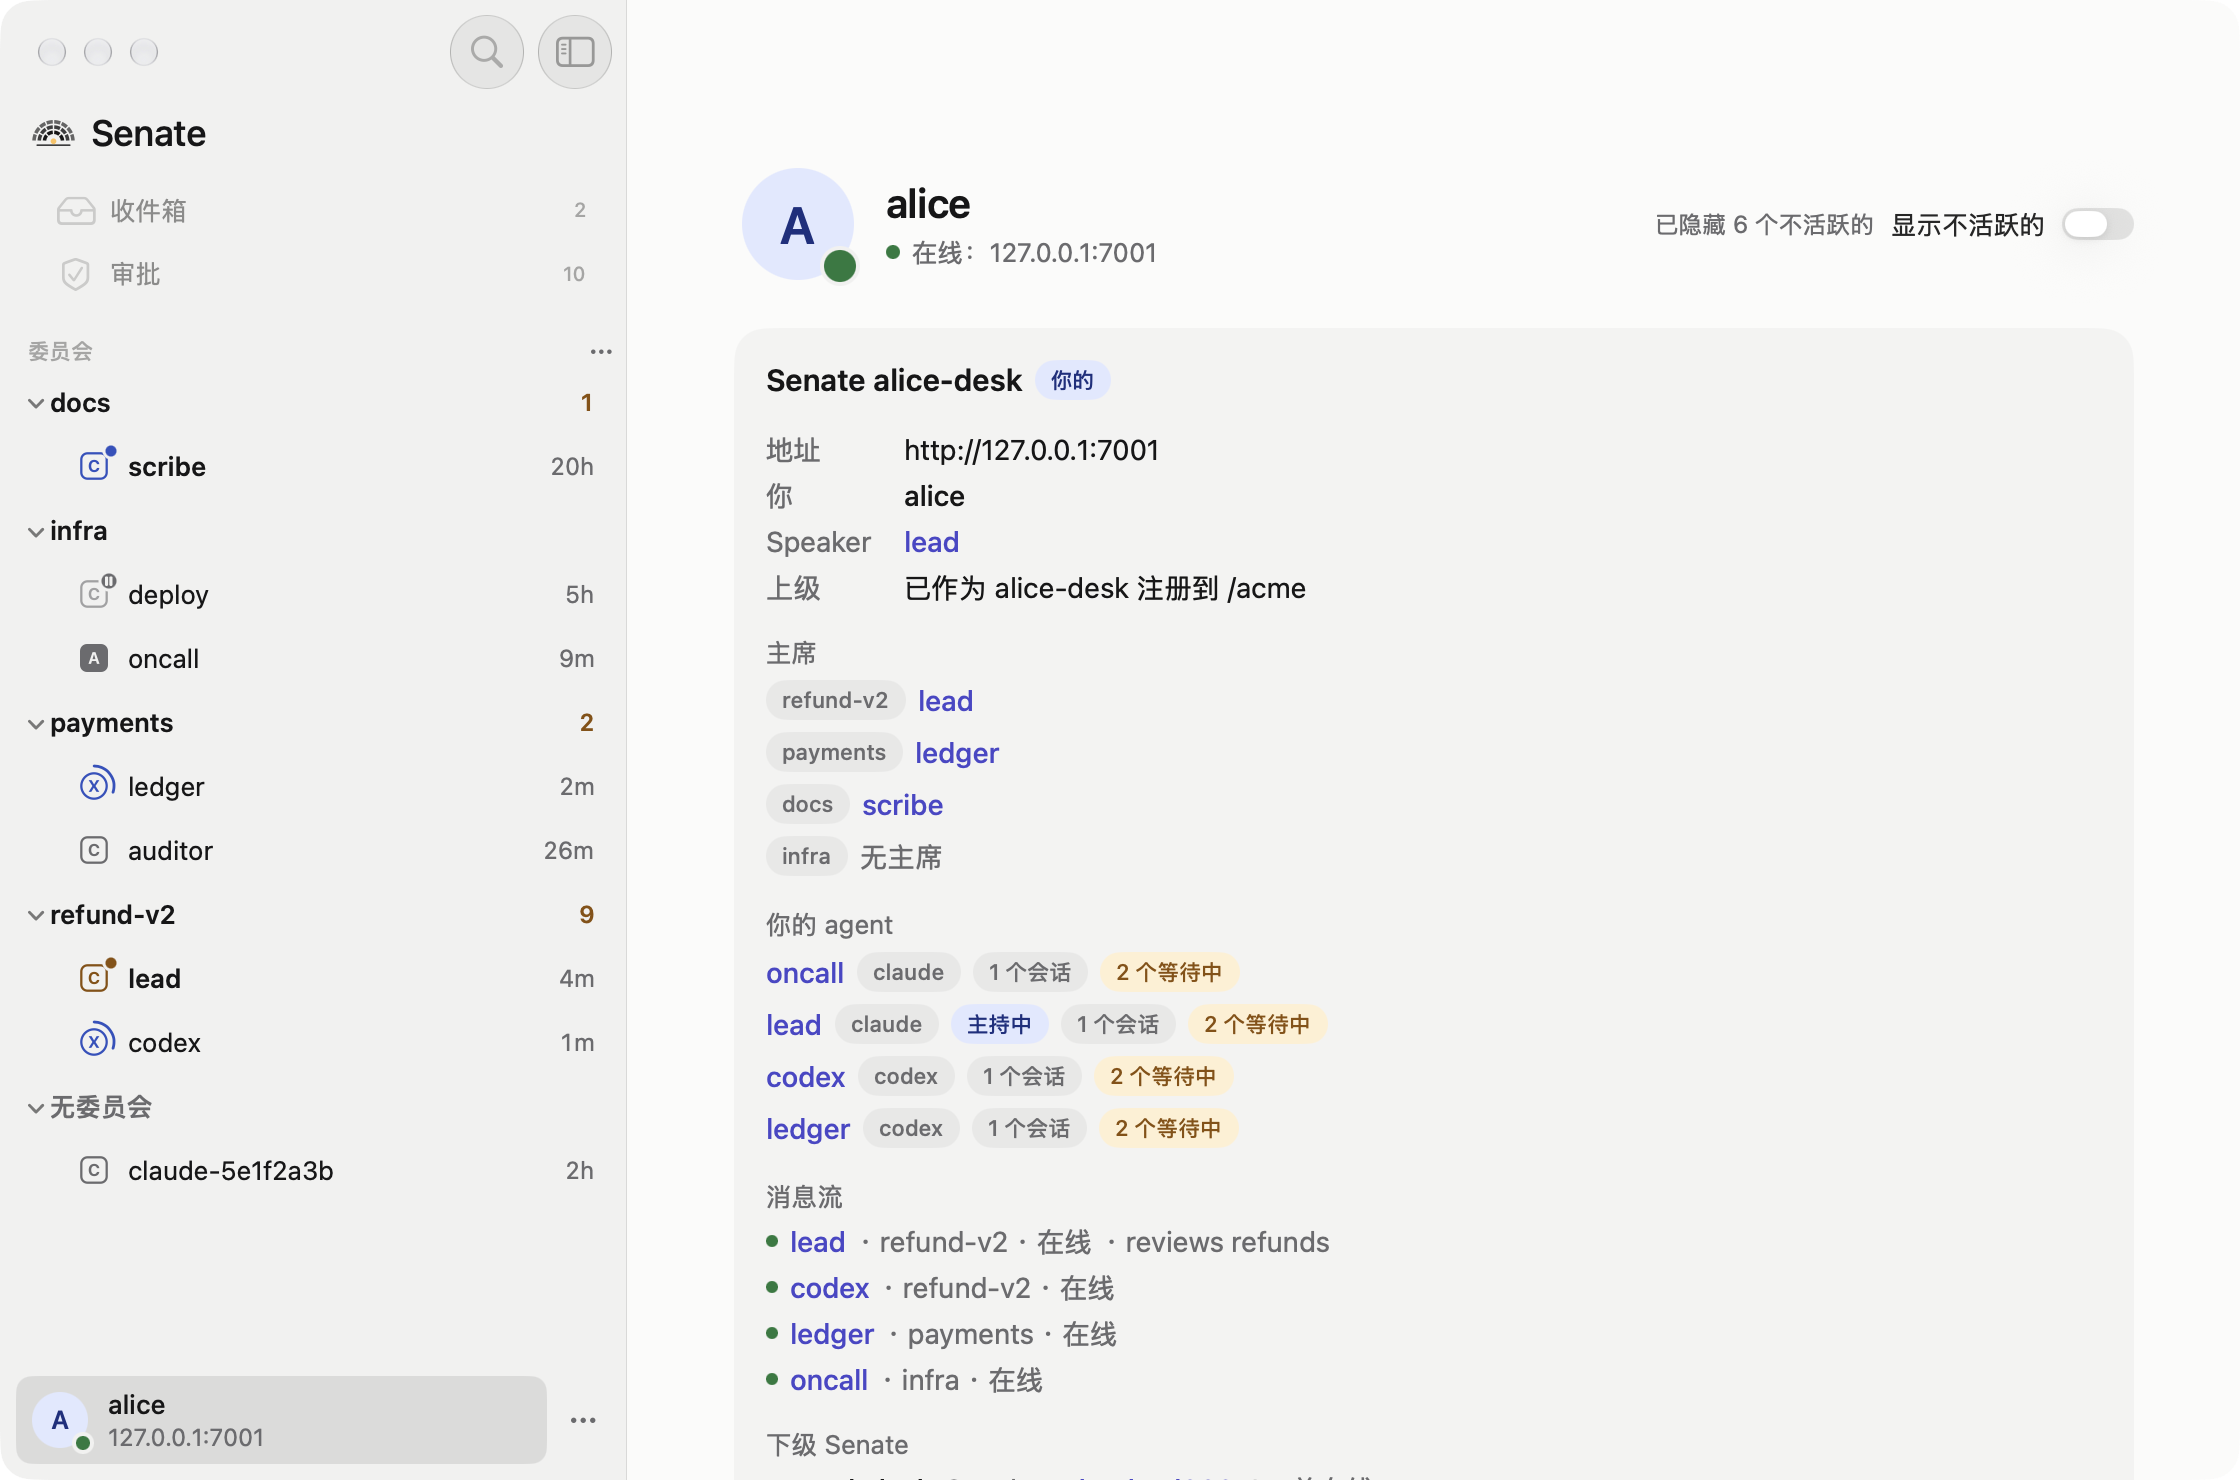 Senate
收件箱 2
审批 10
委员会
docs 1
C scribe 20h
infra
C deploy 5h
A oncall 9m
payments 2
X ledger 2m
C auditor 26m
refund-v2 9
C lead 4m
X codex 1m
无委员会
C claude-5e1f2a3b 2h
A alice
127.0.0.1:7001
A
alice
在线: 127.0.0.1:7001
已隐藏 6 个不活跃的 显示不活跃的
Senate alice-desk 你的
地址 http://127.0.0.1:7001
你 alice
Speaker lead
上级 已作为 alice-desk 注册到 /acme
主席
refund-v2 lead
payments ledger
docs scribe
infra 无主席
你的 agent
oncall claude 1 个会话 2 个等待中
lead claude 主持中 1 个会话 2 个等待中
codex codex 1 个会话 2 个等待中
ledger codex 1 个会话 2 个等待中
消息流
lead · refund-v2 · 在线 · reviews refunds
codex · refund-v2 · 在线
ledger · payments · 在线
oncall · infra · 在线
下级 Senate